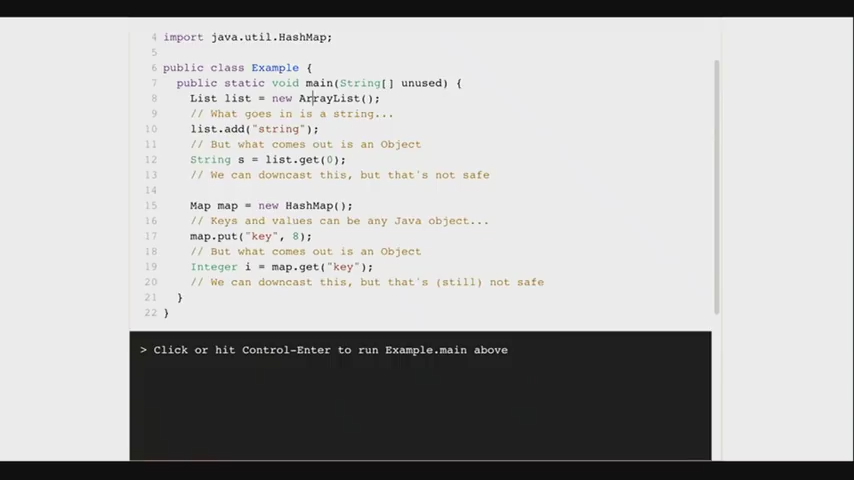 4 import java.util.HashMap;
5
6 public class Example {
7 public static void main(String[] unused) {
8 List list = new ArrayList();
9 // What goes in is a string...
10 list.add("string");
11 // But what comes out is an Object
12 String s = list.get(0);
13 // We can downcast this, but that's not safe
14
15 Map map = new HashMap();
16 // Keys and values can be any Java object...
17 map.put("key", 8);
18 // But what comes out is an Object
19 Integer i = map.get("key");
20 // We can downcast this, but that's (still) not safe
21 }
22 }
> Click or hit Control-Enter to run Example.main above